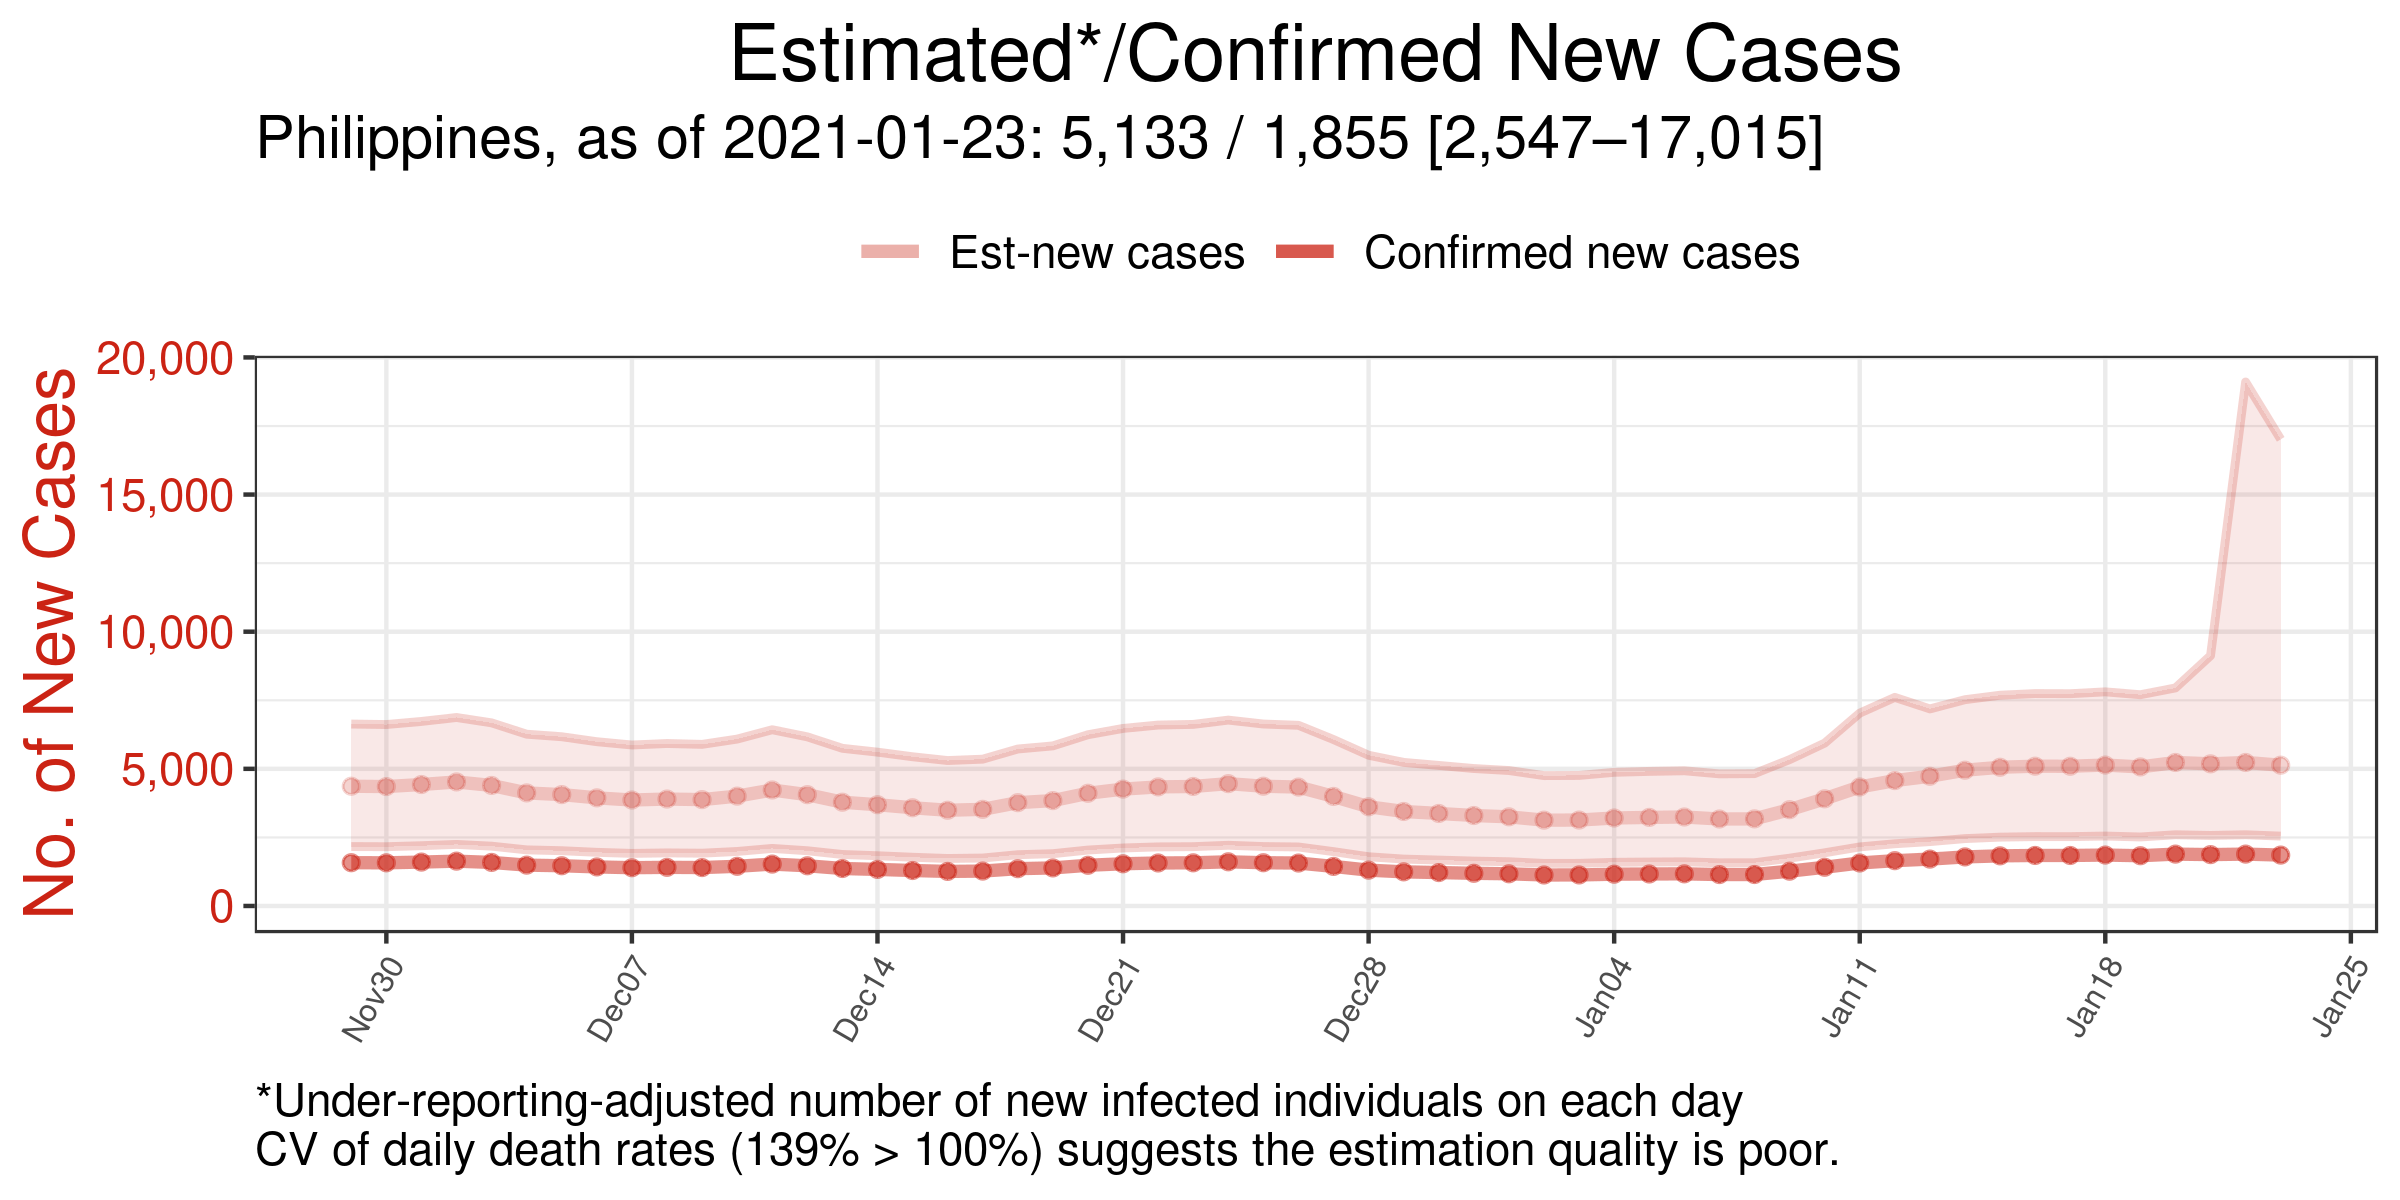 Estimated*/Confirmed New Cases
Philippines, as of 2021-01-23: 5,133 / 1,855 [2,547–17,015]
Est-new cases
Confirmed new cases
No. of New Cases
20,000
15,000
10,000
5,000
0
Nov30
Dec07
Dec14
Dec21
Dec28
Jan04
Jan11
Jan18
Jan25
*Under-reporting-adjusted number of new infected individuals on each day
CV of daily death rates (139% > 100%) suggests the estimation quality is poor.